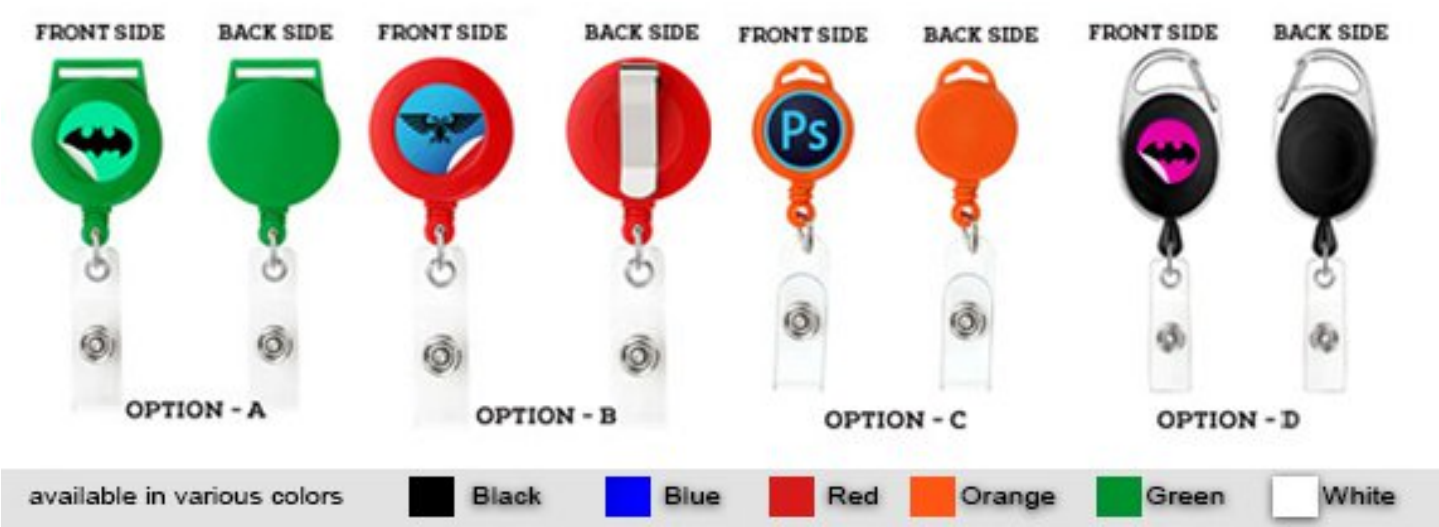 FRONT SIDE BACK SIDE FRONT SIDE BACK SIDE FRONT SIDE BACK SIDE FRONT SIDE BACK SIDE
Ps
OPTION - A OPTION - B OPTION - C OPTION - D
available in various colors Black Blue Red Orange Green White